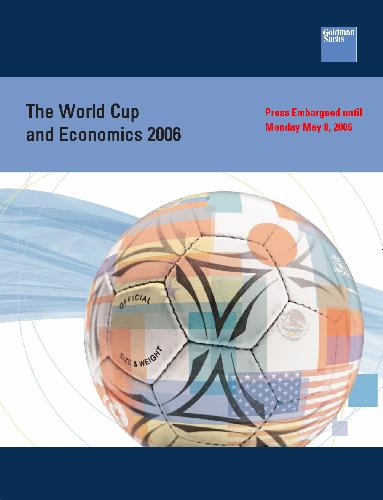 Goldman
Sachs
The World Cup
and Economics 2006
Press Embargoed until
Monday May 8, 2006
OFFICIAL
SIZE & WEIGHT